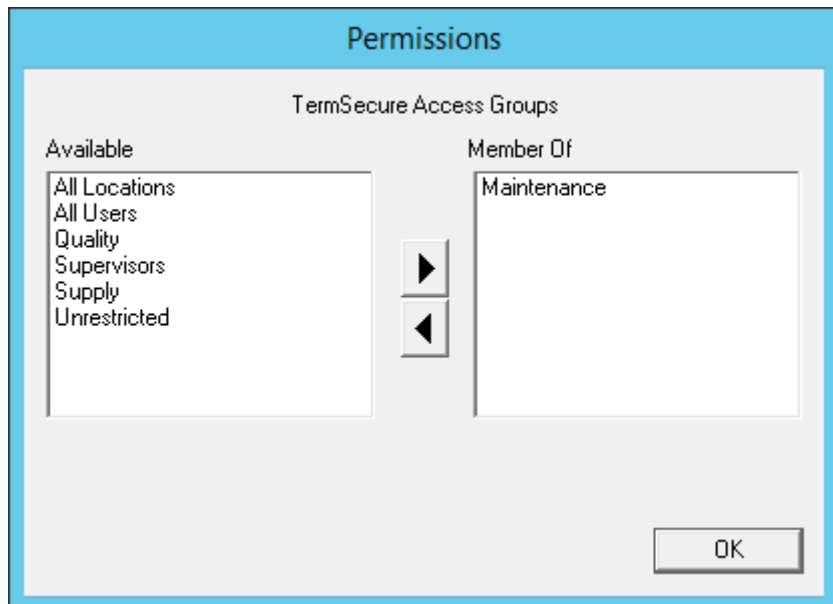 Permissions
TermSecure Access Groups
Available
All Locations
All Users
Quality
Supervisors
Supply
Unrestricted
Member Of
Maintenance
OK